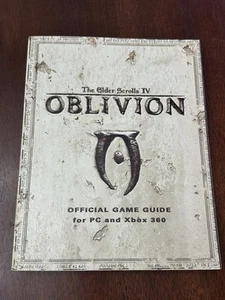 The Elder Scrolls IV
OBLIVION
OFFICIAL GAME GUIDE
for PC and Xbox 360